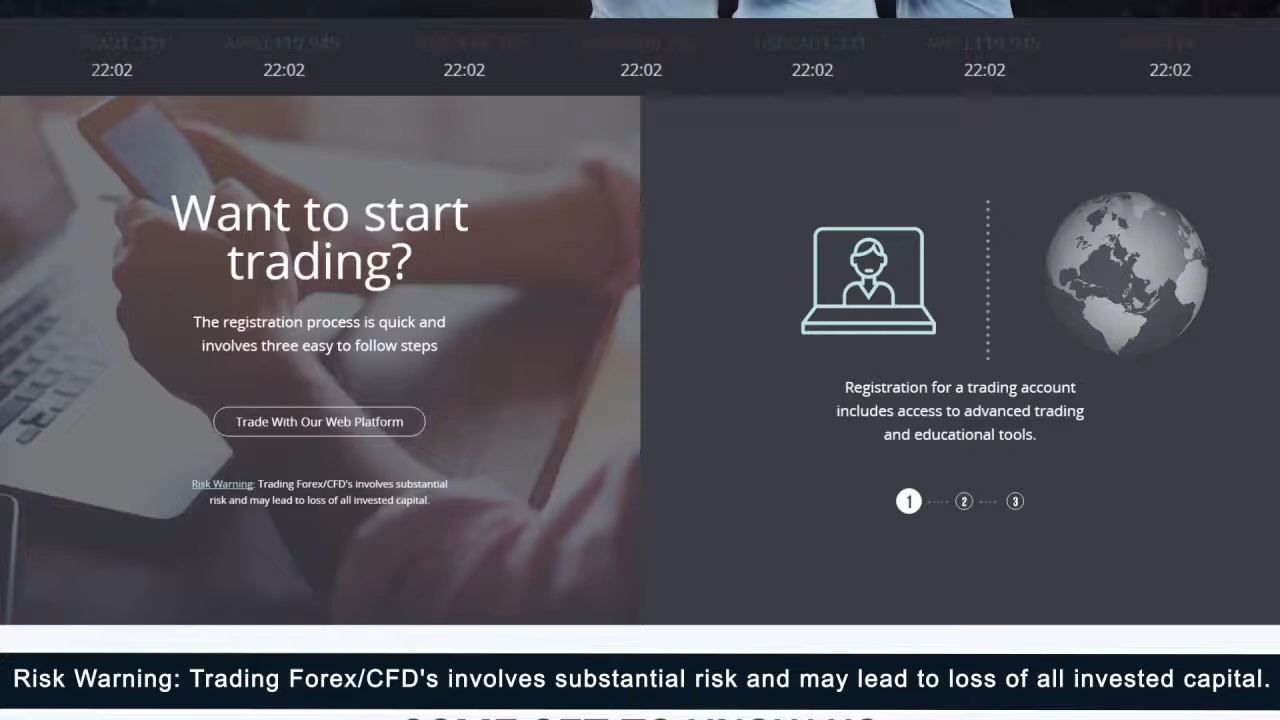 22:02 22:02 22:02 22:02 22:02 22:02 22:02
Want to start
trading?
The registration process is quick and
involves three easy to follow steps
Trade With Our Web Platform
Risk Warning: Trading Forex/CFD's involves substantial
risk and may lead to loss of all invested capital.
Registration for a trading account
includes access to advanced trading
and educational tools.
1 2 3
Risk Warning: Trading Forex/CFD's involves substantial risk and may lead to loss of all invested capital.